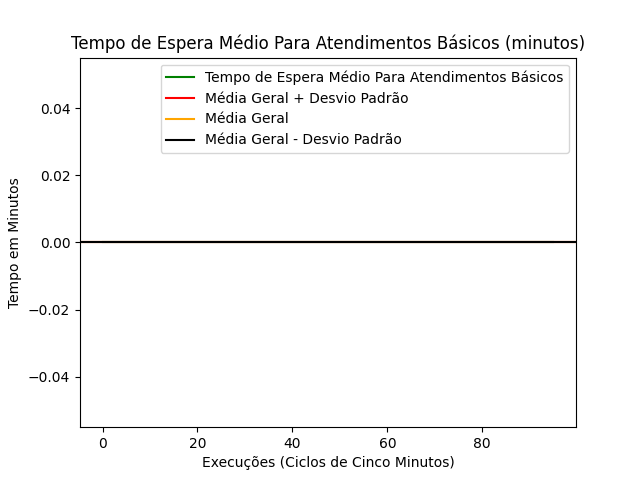 Tempo de Espera Médio Para Atendimentos Básicos (minutos)
Tempo de Espera Médio Para Atendimentos Básicos
Média Geral + Desvio Padrão
Média Geral
Média Geral - Desvio Padrão
Tempo em Minutos
0.04
0.02
0.00
−0.02
−0.04
0 20 40 60 80
Execuções (Ciclos de Cinco Minutos)